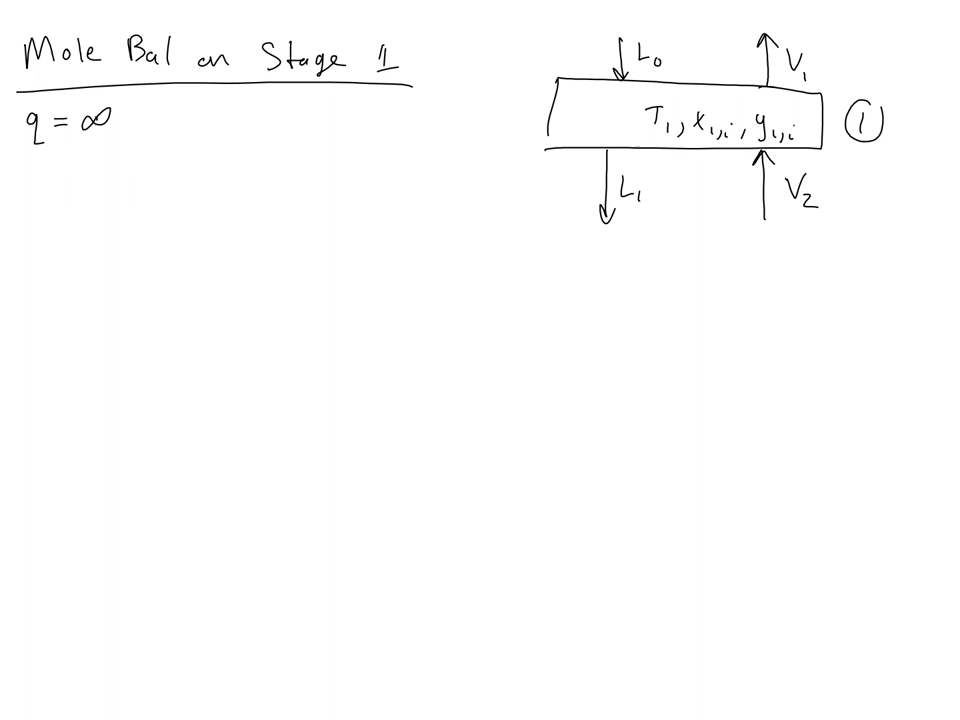 Mole Bal on Stage 1
q = ∞
L₀
V₁
T₁, x₁,ᵢ, y₁,ᵢ
①
L₁
V₂